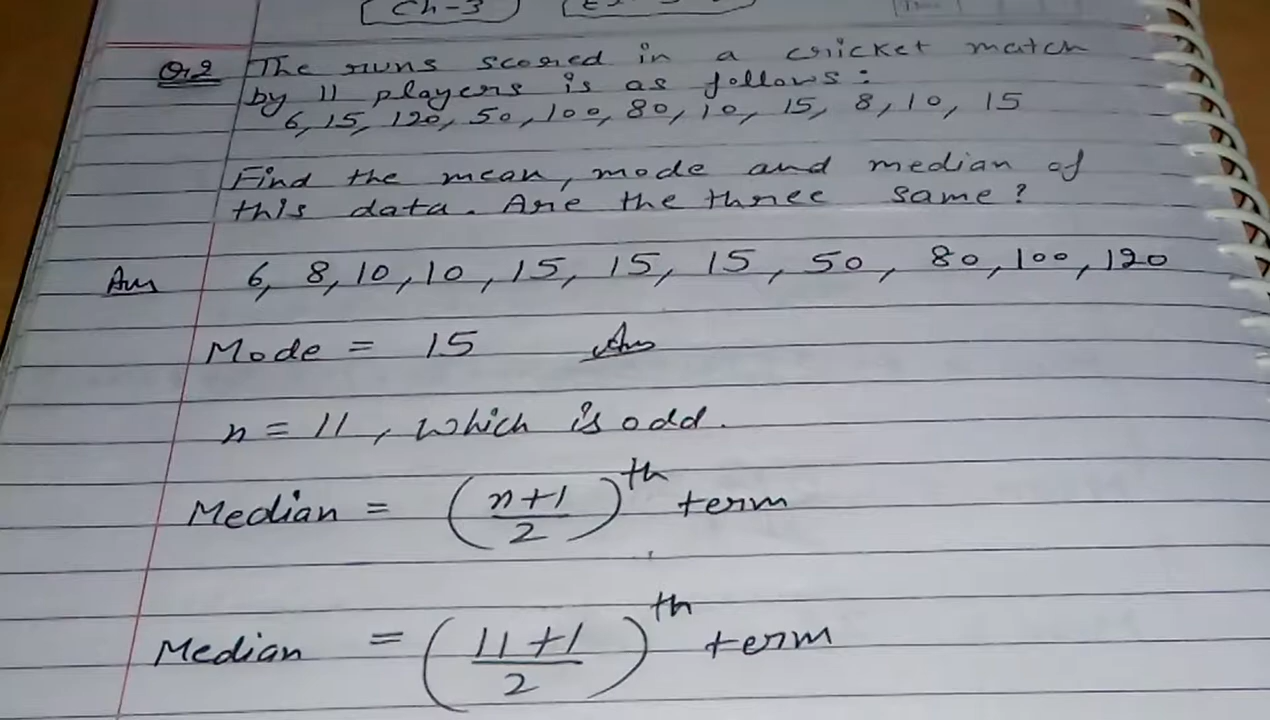 Ch-3
Q.2 The runs scored in a cricket match
by 11 players is as follows:
6, 15, 120, 50, 100, 80, 10, 15, 8, 10, 15
Find the mean, mode and median of
this data. Are the three same?
Ans 6, 8, 10, 10, 15, 15, 15, 50, 80, 100, 120
Mode = 15 Ans
n = 11, which is odd.
Median = (n+1/2)th term
Median = (11+1/2)th term